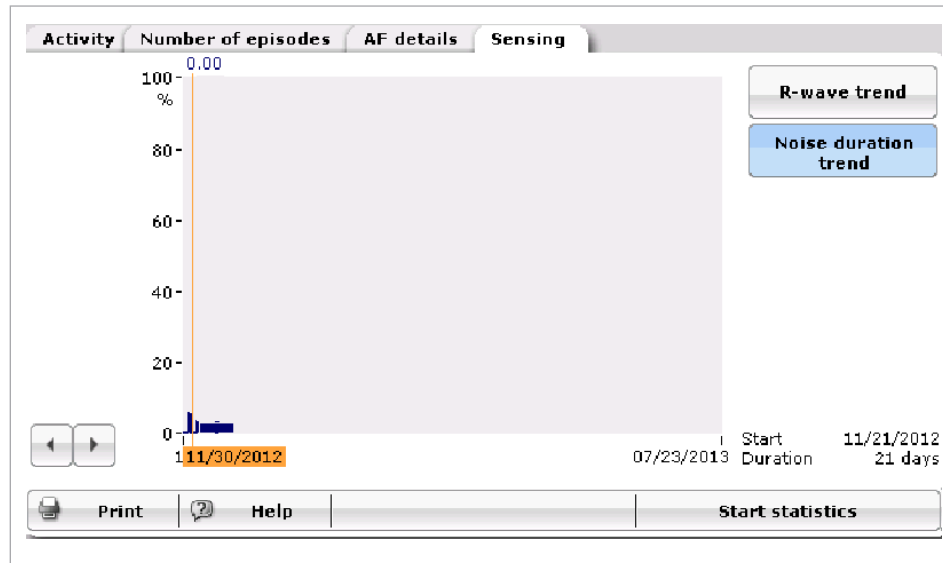 Activity Number of episodes AF details Sensing
0.00
100
%
80
60
40
20
0
1 11/30/2012 07/23/2013
R-wave trend
Noise duration
trend
Start 11/21/2012
Duration 21 days
Print Help Start statistics